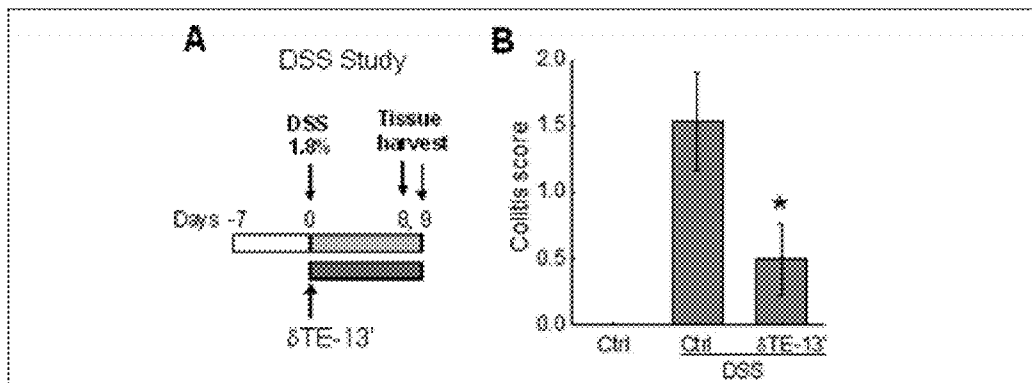 A
DSS Study
DSS
1.8%
Tissue
harvest
Days -7 0 8, 9
δTE-13'
B
Colitis score
2.0
1.5
1.0
0.5
0.0
*
Ctrl Ctrl δTE-13'
DSS